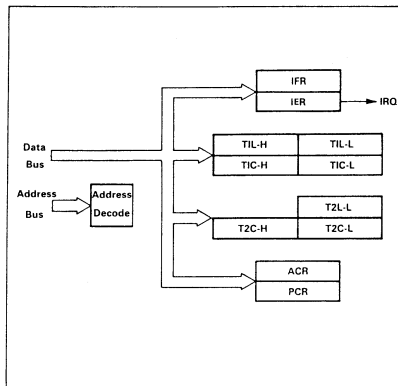 IFR
IER
IRQ
Data
Bus
TIL-H
TIL-L
TIC-H
TIC-L
Address
Bus
Address
Decode
T2L-L
T2C-H
T2C-L
ACR
PCR